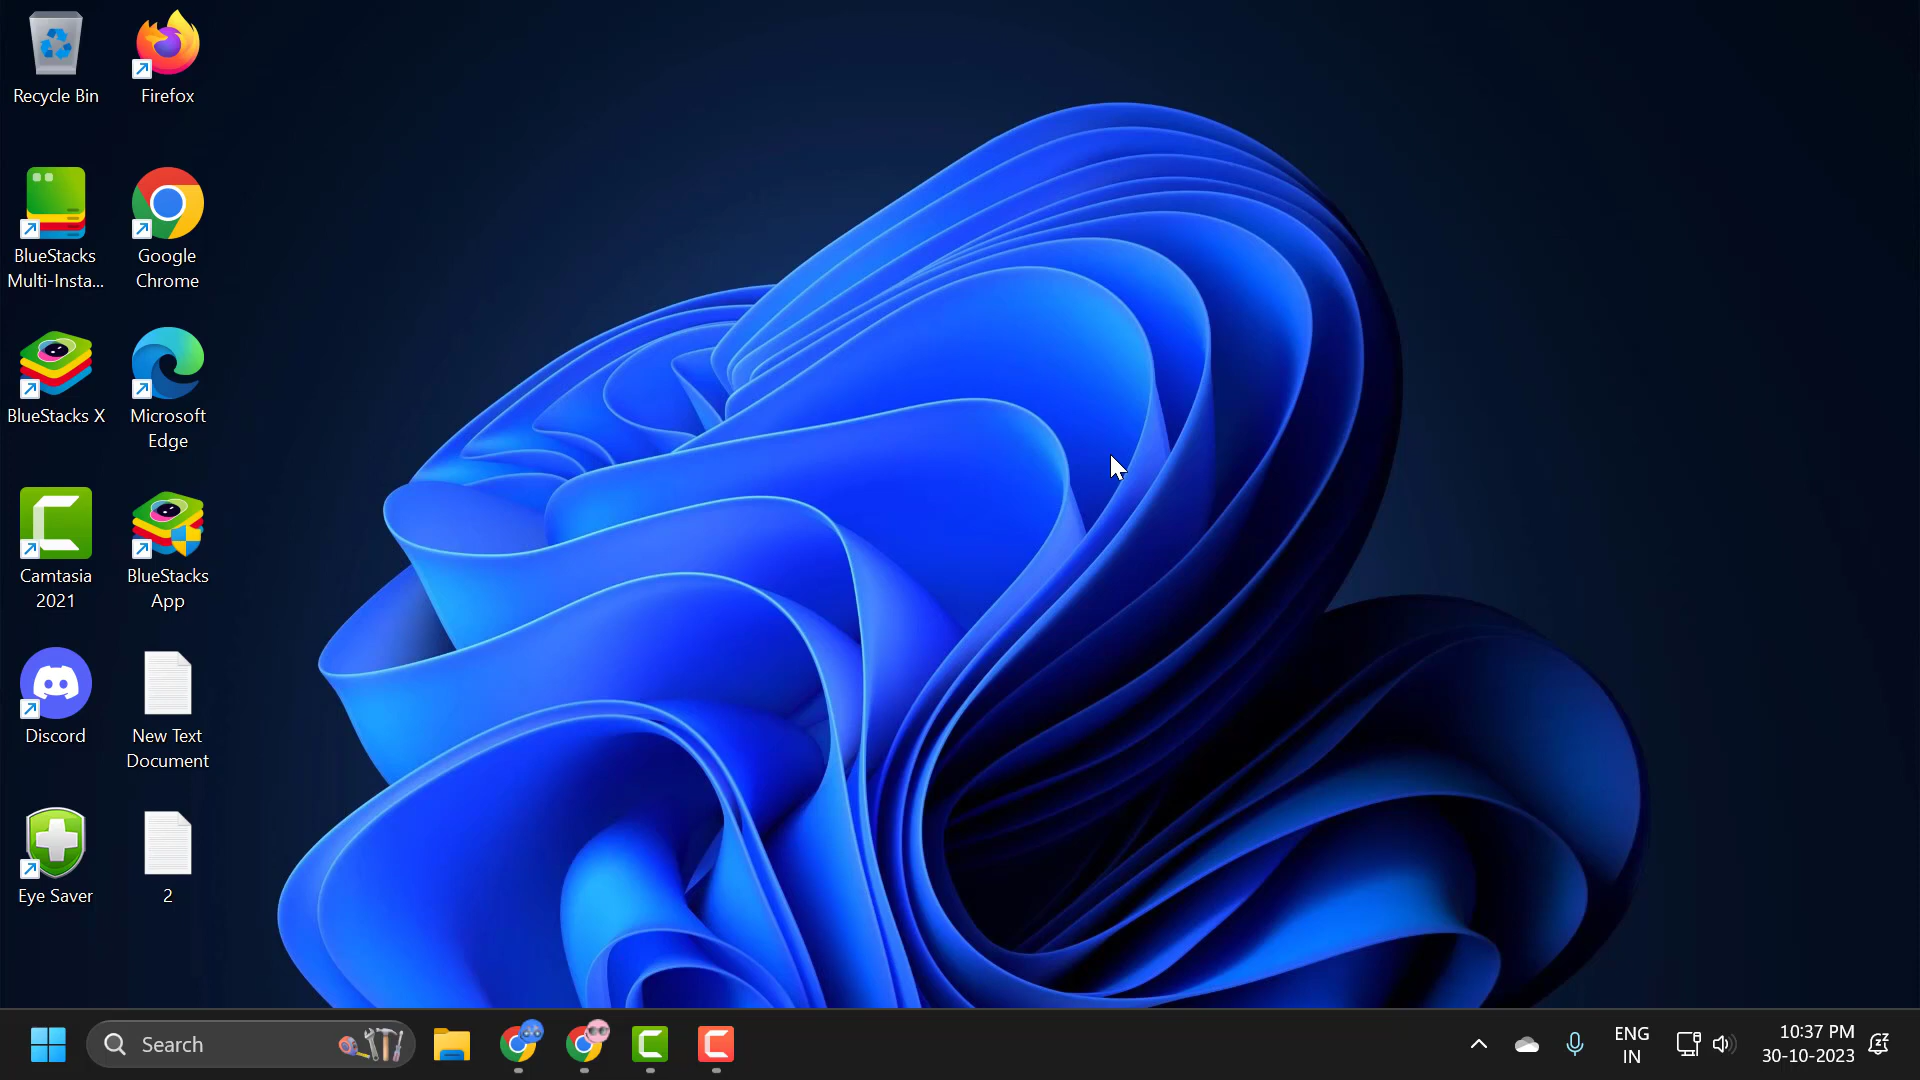 Recycle Bin
Firefox
BlueStacks
Multi-Insta...
Google
Chrome
BlueStacks X
Microsoft
Edge
Camtasia
2021
BlueStacks
App
Discord
New Text
Document
Eye Saver
2
Search
ENG
IN
10:37 PM
30-10-2023